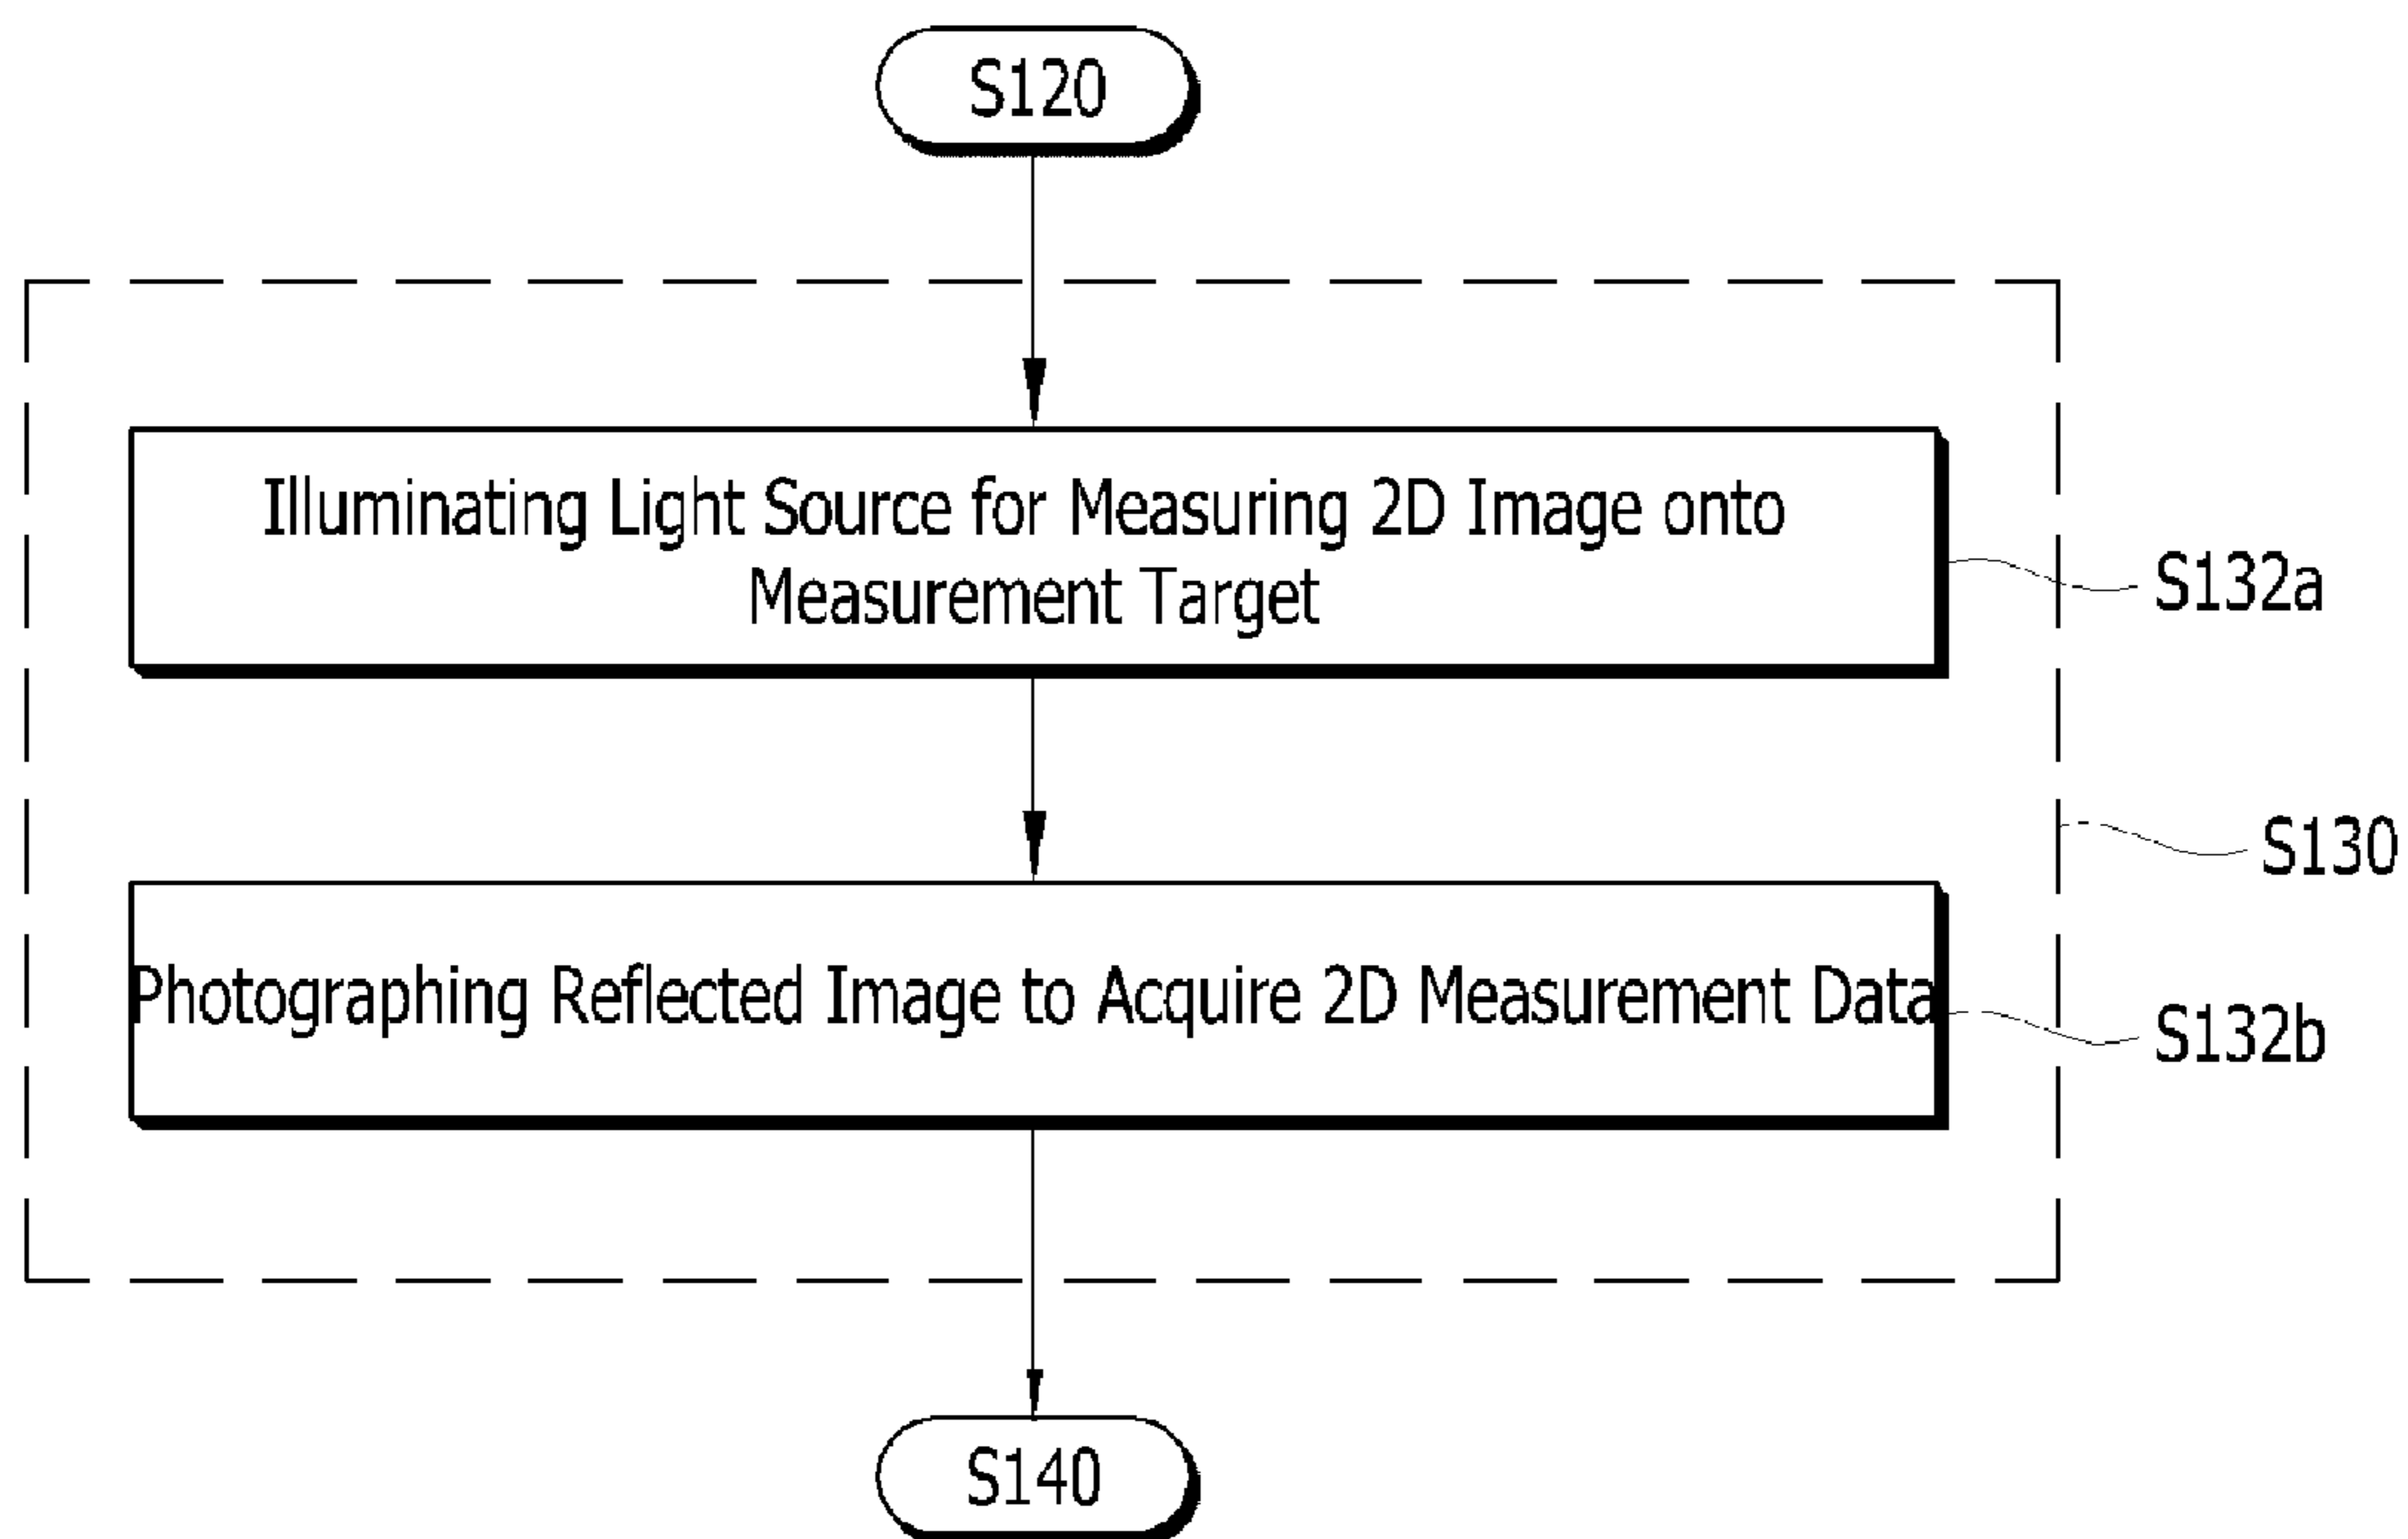 S120
Illuminating Light Source for Measuring 2D Image onto
Measurement Target
S132a
S130
Photographing Reflected Image to Acquire 2D Measurement Data
S132b
S140